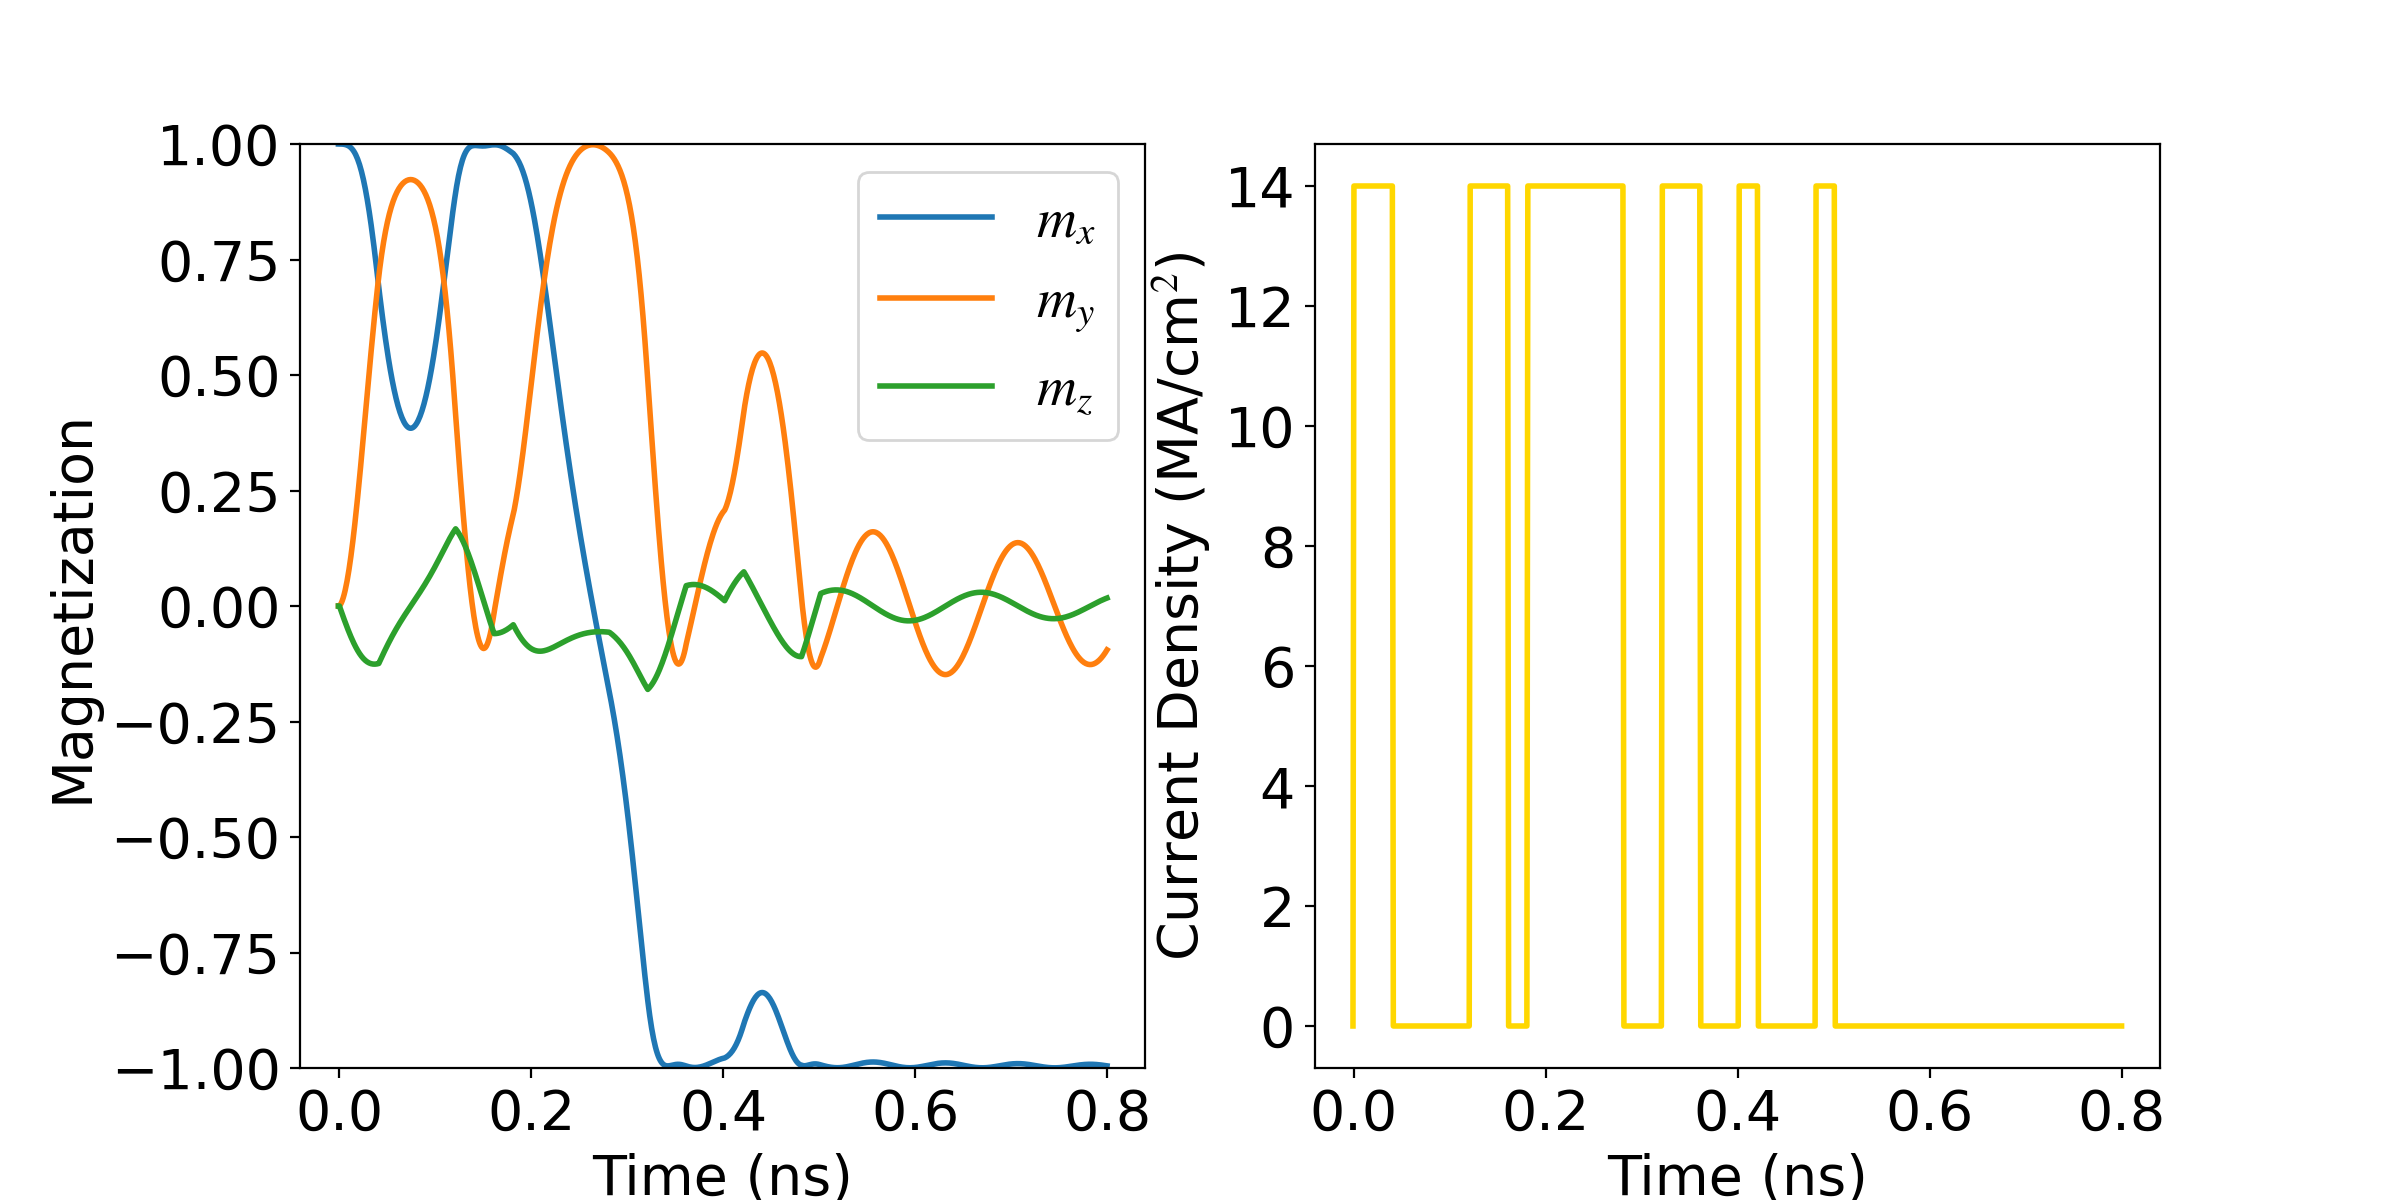 Magnetization
1.00
0.75
0.50
0.25
0.00
−0.25
−0.50
−0.75
−1.00
0.0 0.2 0.4 0.6 0.8
Time (ns)
m_x
m_y
m_z
Current Density (MA/cm²)
14
12
10
8
6
4
2
0
0.0 0.2 0.4 0.6 0.8
Time (ns)